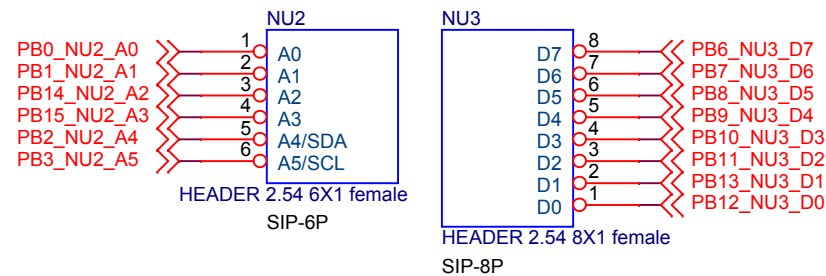 NU2
PB0_NU2_A0 1 A0
PB1_NU2_A1 2 A1
PB14_NU2_A2 3 A2
PB15_NU2_A3 4 A3
PB2_NU2_A4 5 A4/SDA
PB3_NU2_A5 6 A5/SCL
HEADER 2.54 6X1 female
SIP-6P
NU3
D7 8 PB6_NU3_D7
D6 7 PB7_NU3_D6
D5 6 PB8_NU3_D5
D4 5 PB9_NU3_D4
D3 4 PB10_NU3_D3
D2 3 PB11_NU3_D2
D1 2 PB13_NU3_D1
D0 1 PB12_NU3_D0
HEADER 2.54 8X1 female
SIP-8P